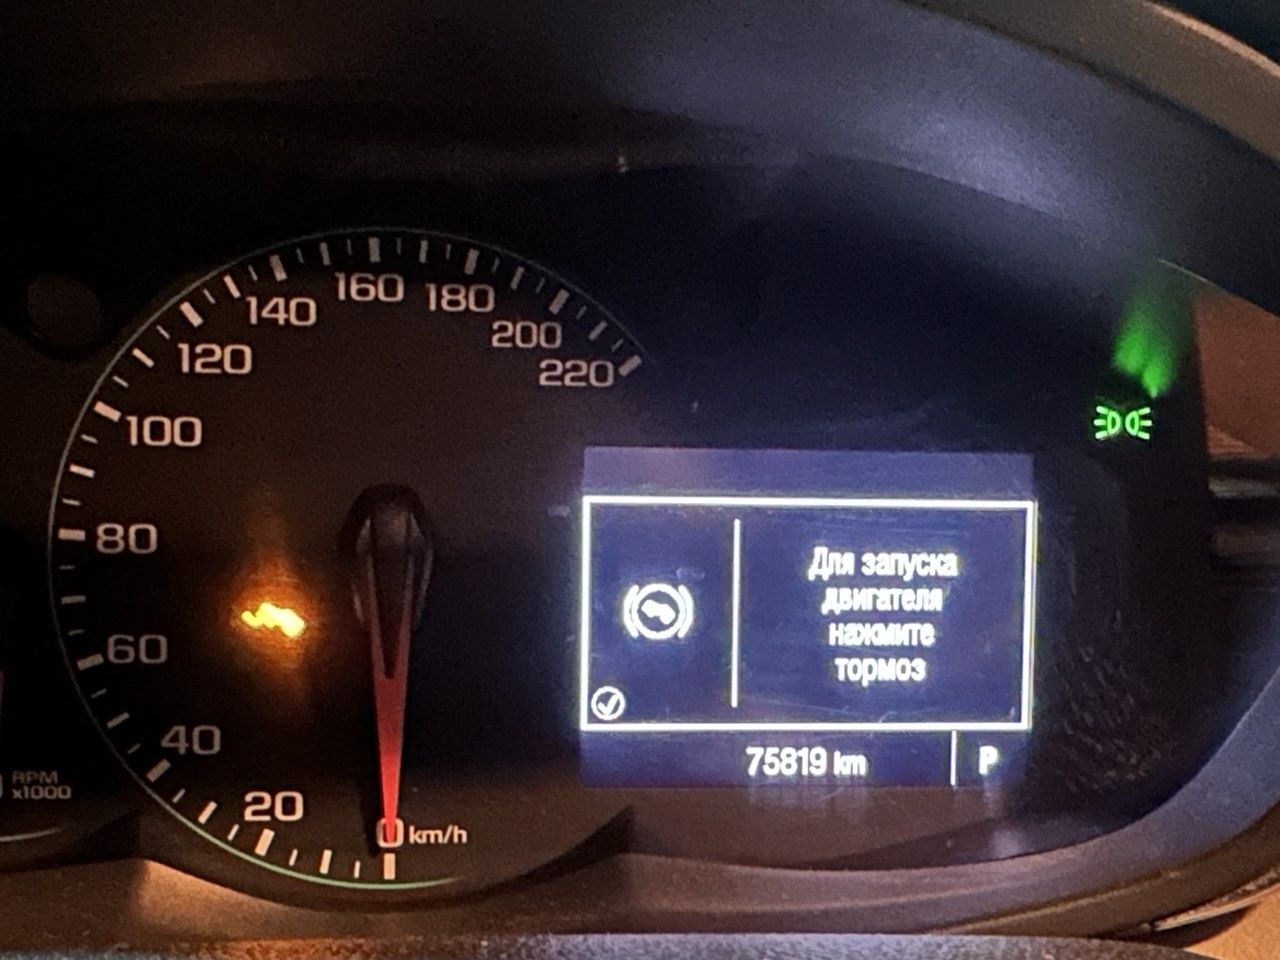 160
140
180
120
200
220
100
80
60
40
20
0 km/h
RPM
x1000
Для запуска
двигателя
нажмите
тормоз
75819 km
P